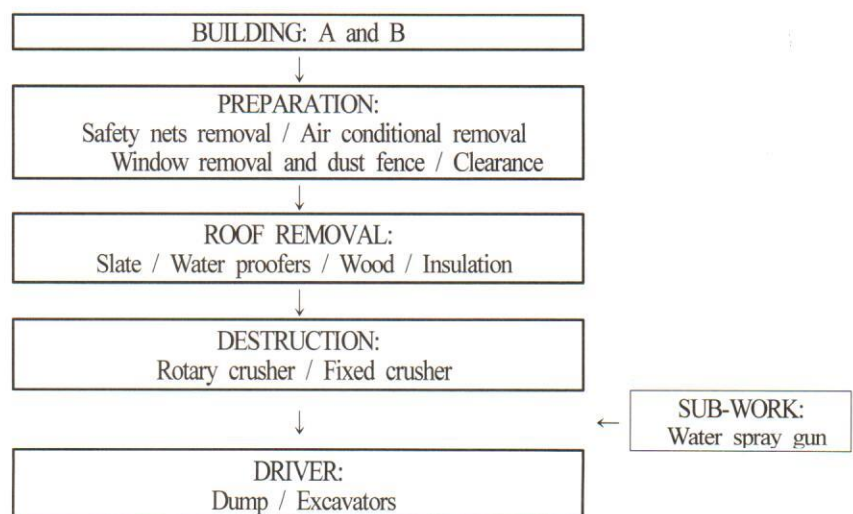 BUILDING: A and B
PREPARATION:
Safety nets removal / Air conditional removal
Window removal and dust fence / Clearance
ROOF REMOVAL:
Slate / Water proofers / Wood / Insulation
DESTRUCTION:
Rotary crusher / Fixed crusher
SUB-WORK:
Water spray gun
DRIVER:
Dump / Excavators